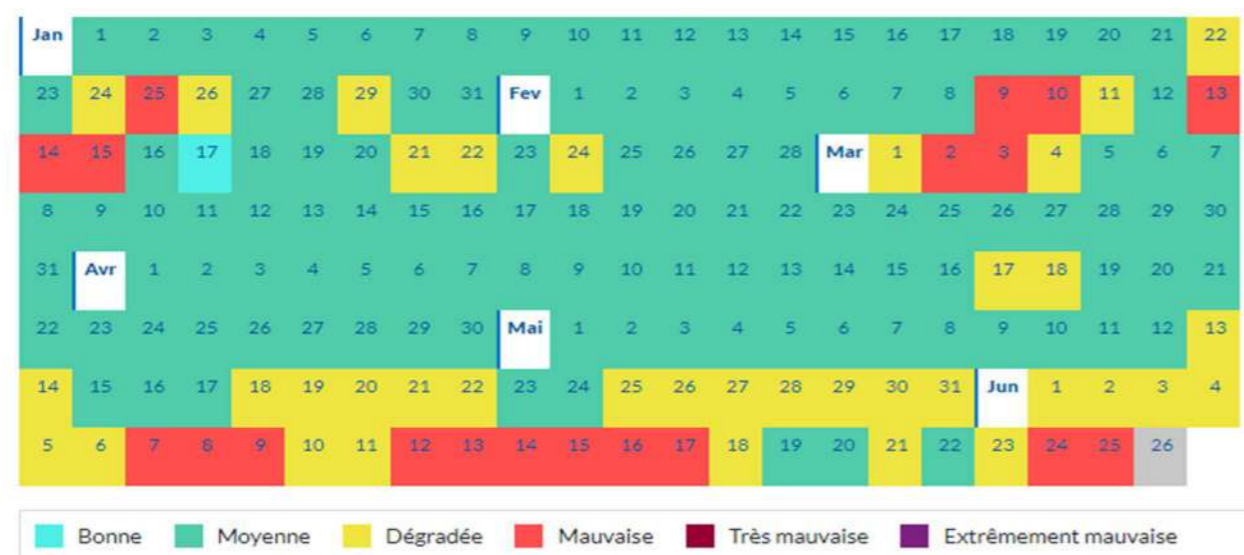 Jan 1 2 3 4 5 6 7 8 9 10 11 12 13 14 15 16 17 18 19 20 21 22
23 24 25 26 27 28 29 30 31 Fev 1 2 3 4 5 6 7 8 9 10 11 12 13
14 15 16 17 18 19 20 21 22 23 24 25 26 27 28 Mar 1 2 3 4 5 6 7
8 9 10 11 12 13 14 15 16 17 18 19 20 21 22 23 24 25 26 27 28 29 30
31 Avr 1 2 3 4 5 6 7 8 9 10 11 12 13 14 15 16 17 18 19 20 21
22 23 24 25 26 27 28 29 30 Mai 1 2 3 4 5 6 7 8 9 10 11 12 13
14 15 16 17 18 19 20 21 22 23 24 25 26 27 28 29 30 31 Jun 1 2 3 4
5 6 7 8 9 10 11 12 13 14 15 16 17 18 19 20 21 22 23 24 25 26
Bonne Moyenne Dégradée Mauvaise Très mauvaise Extrêmement mauvaise